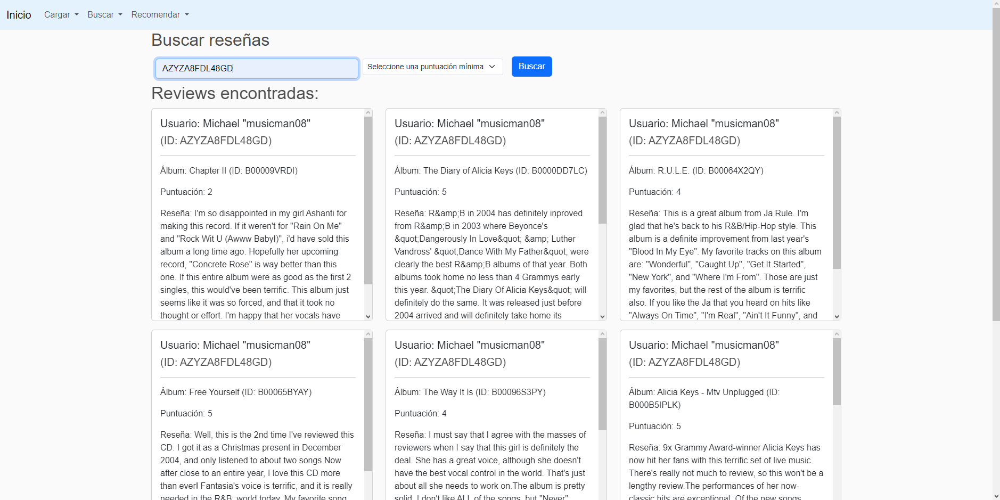 Inicio Cargar Buscar Recomendar
Buscar reseñas
AZYZA8FDL48GD Seleccione una puntuación mínima Buscar
Reviews encontradas:
Usuario: Michael "musicman08"
(ID: AZYZA8FDL48GD)
Álbum: Chapter II (ID: B00009VRDI)
Puntuación: 2
Reseña: I'm so disappointed in my girl Ashanti for
making this record. If it weren't for "Rain On Me"
and "Rock Wit U (Awww Baby!)", i'd have sold this
album a long time ago. Hopefully her upcoming
record, "Concrete Rose" is way better than this
one. If this entire album were as good as the first 2
singles, this would've been terrific. This album just
seems like it was so forced, and that it took no
thought or effort. I'm happy that her vocals have
Usuario: Michael "musicman08"
(ID: AZYZA8FDL48GD)
Álbum: The Diary of Alicia Keys (ID: B0000DD7LC)
Puntuación: 5
Reseña: R&amp;B in 2004 has definitely inproved
from R&amp;B in 2003 where Beyonce's
&quot;Dangerously In Love&quot; &amp; Luther
Vandross' &quot;Dance With My Father&quot; were
clearly the best R&amp;B albums of that year. Both
albums took home no less than 4 Grammys early
this year. &quot;The Diary Of Alicia Keys&quot; will
definitely do the same. It was released just before
2004 arrived and will definitely take home its
Usuario: Michael "musicman08"
(ID: AZYZA8FDL48GD)
Álbum: R.U.L.E. (ID: B00064X2QY)
Puntuación: 4
Reseña: This is a great album from Ja Rule. I'm
glad that he's back to his R&B/Hip-Hop style. This
album is a definite improvement from last year's
"Blood In My Eye". My favorite tracks on this album
are: "Wonderful", "Caught Up", "Get It Started",
"New York", and "Where I'm From". Those are just
my favorites, but the rest of the album is terrific
also. If you like the Ja that you heard on hits like
"Always On Time", "I'm Real", "Ain't It Funny", and
Usuario: Michael "musicman08"
(ID: AZYZA8FDL48GD)
Álbum: Free Yourself (ID: B00065BYAY)
Puntuación: 5
Reseña: Well, this is the 2nd time I've reviewed this
CD. I got it as a Christmas present in December
2004, and only listened to about two songs.Now
after close to an entire year, I love this CD more
than ever! Fantasia's voice is terrific, and it is really
needed in the R&B; world today. My favorite song
Usuario: Michael "musicman08"
(ID: AZYZA8FDL48GD)
Álbum: The Way It Is (ID: B00096S3PY)
Puntuación: 4
Reseña: I must say that I agree with the masses of
reviewers when I say that this girl is definitely the
deal. She has a great voice, although she doesn't
have the best vocal control in the world. That's just
about all she needs to work on.The album is pretty
solid. I don't like ALL of the songs, but "Never"
Usuario: Michael "musicman08"
(ID: AZYZA8FDL48GD)
Álbum: Alicia Keys - Mtv Unplugged (ID:
B000B5IPLK)
Puntuación: 5
Reseña: 9x Grammy Award-winner Alicia Keys has
now hit her fans with this terrific set of live music.
There's really not much to review, so this won't be a
lengthy review.The performances of her now-
classic hits are exceptional. Of the new songs